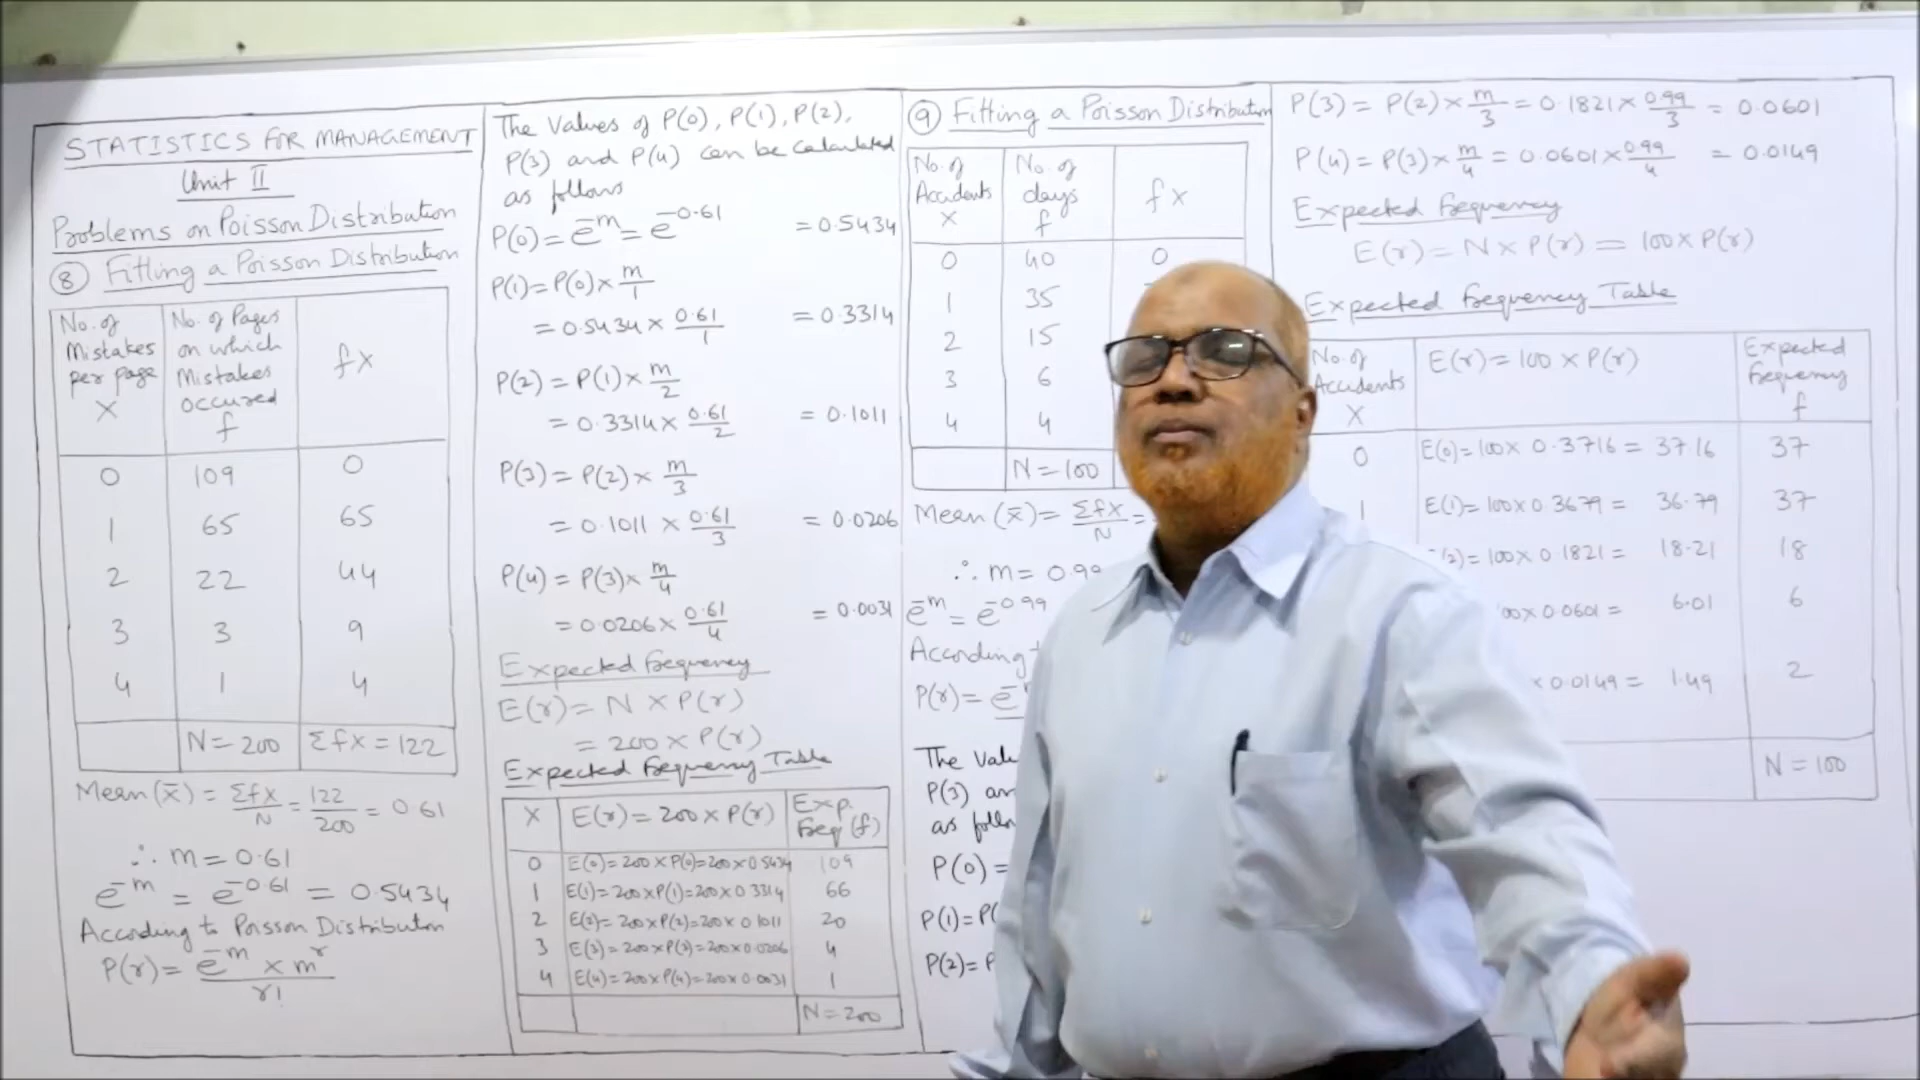 STATISTICS FOR MANAGEMENT
Unit II
Problems on Poisson Distribution
⑧ Fitting a Poisson Distribution
No. of Mistakes per page X | No. of Pages on which Mistakes occured f | fX
0 | 109 | 0
1 | 65 | 65
2 | 22 | 44
3 | 3 | 9
4 | 1 | 4
N = 200 | Σfx = 122
Mean (x̄) = Σfx/N = 122/200 = 0.61
∴ m = 0.61
e^-m = e^-0.61 = 0.5434
According to Poisson Distribution
P(r) = e^-m × m^r / r!
The Values of P(0), P(1), P(2),
P(3) and P(4) can be calculated
as follows
P(0) = e^-m = e^-0.61 = 0.5434
P(1) = P(0) × m/1
= 0.5434 × 0.61/1 = 0.3314
P(2) = P(1) × m/2
= 0.3314 × 0.61/2 = 0.1011
P(3) = P(2) × m/3
= 0.1011 × 0.61/3 = 0.0206
P(4) = P(3) × m/4
= 0.0206 × 0.61/4 = 0.0031
Expected Frequency
E(r) = N × P(r)
= 200 × P(r)
Expected Frequency Table
X | E(r) = 200 × P(r) | Exp. Freq (f)
0 | E(0) = 200 × P(0) = 200 × 0.5434 | 109
1 | E(1) = 200 × P(1) = 200 × 0.3314 | 66
2 | E(2) = 200 × P(2) = 200 × 0.1011 | 20
3 | E(3) = 200 × P(3) = 200 × 0.0206 | 4
4 | E(4) = 200 × P(4) = 200 × 0.0031 | 1
N = 200
⑨ Fitting a Poisson Distribution
No. of Accidents X | No. of days f | fX
0 | 40 | 0
1 | 35
2 | 15
3 | 6
4 | 4
N = 100
Mean (x̄) = Σfx/N =
∴ m = 0.99
e^-m = e^-0.99
According
P(r) = e^-
The
P(3)
as
P(0) =
P(1) = P(
P(2) = P
P(3) = P(2) × m/3 = 0.1821 × 0.99/3 = 0.0601
P(4) = P(3) × m/4 = 0.0601 × 0.99/4 = 0.0149
Expected Frequency
E(r) = N × P(r) = 100 × P(r)
Expected Frequency Table
No. of Accidents X | E(r) = 100 × P(r) | Expected Frequency f
0 | E(0) = 100 × 0.3716 = 37.16 | 37
1 | E(1) = 100 × 0.3679 = 36.79 | 37
2) = 100 × 0.1821 = 18.21 | 18
00 × 0.0601 = 6.01 | 6
× 0.0149 = 1.49 | 2
N = 100